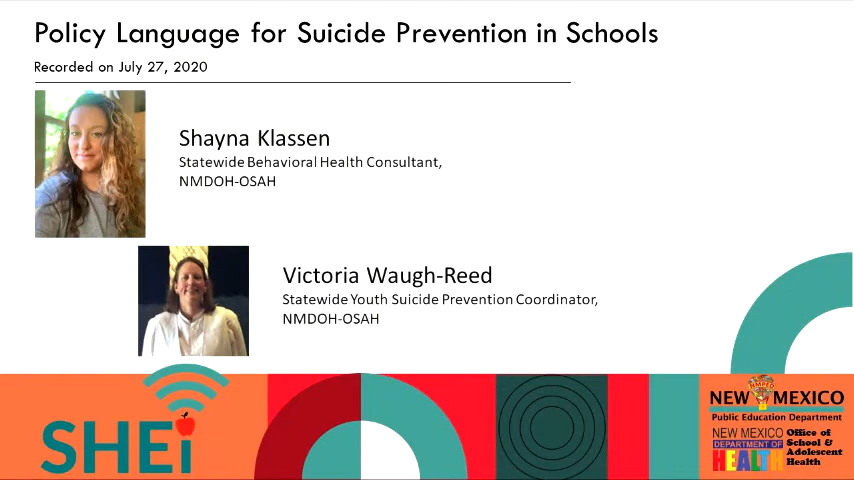 Policy Language for Suicide Prevention in Schools
Recorded on July 27, 2020
Shayna Klassen
Statewide Behavioral Health Consultant,
NMDOH-OSAH
Victoria Waugh-Reed
Statewide Youth Suicide Prevention Coordinator,
NMDOH-OSAH
SHEi
NMPED
NEW MEXICO
Public Education Department
NEW MEXICO
DEPARTMENT OF
HEALTH
Office of
School &
Adolescent
Health